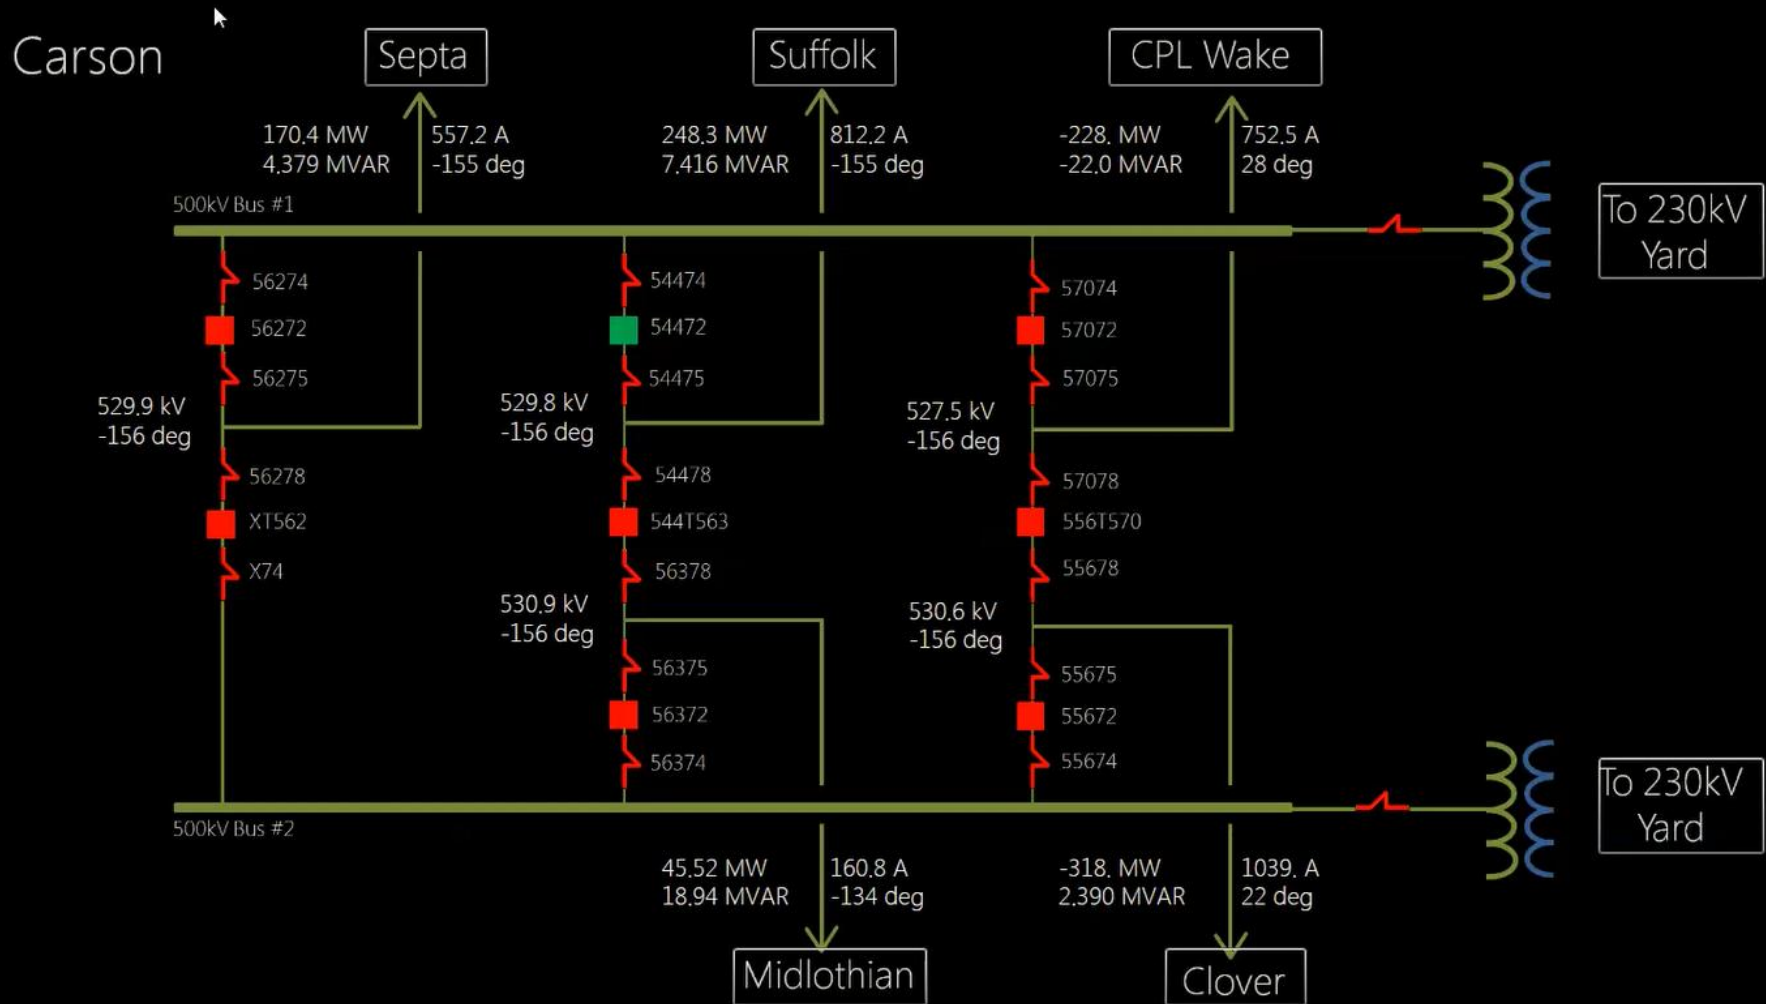 Carson
Septa
Suffolk
CPL Wake
170.4 MW
4.379 MVAR
557.2 A
-155 deg
248.3 MW
7.416 MVAR
812.2 A
-155 deg
-228. MW
-22.0 MVAR
752.5 A
28 deg
500kV Bus #1
To 230kV
Yard
56274
56272
56275
529.9 kV
-156 deg
56278
XT562
X74
54474
54472
54475
529.8 kV
-156 deg
54478
544T563
56378
530.9 kV
-156 deg
56375
56372
56374
57074
57072
57075
527.5 kV
-156 deg
57078
556T570
55678
530.6 kV
-156 deg
55675
55672
55674
500kV Bus #2
To 230kV
Yard
45.52 MW
18.94 MVAR
160.8 A
-134 deg
-318. MW
2.390 MVAR
1039. A
22 deg
Midlothian
Clover